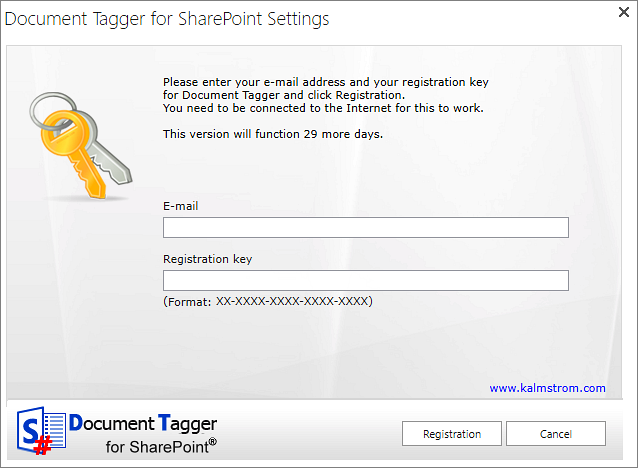 Document Tagger for SharePoint Settings
Please enter your e-mail address and your registration key
for Document Tagger and click Registration.
You need to be connected to the Internet for this to work.
This version will function 29 more days.
E-mail
Registration key
(Format: XX-XXXX-XXXX-XXXX-XXXX)
www.kalmstrom.com
S#
Document Tagger
for SharePoint®
Registration
Cancel